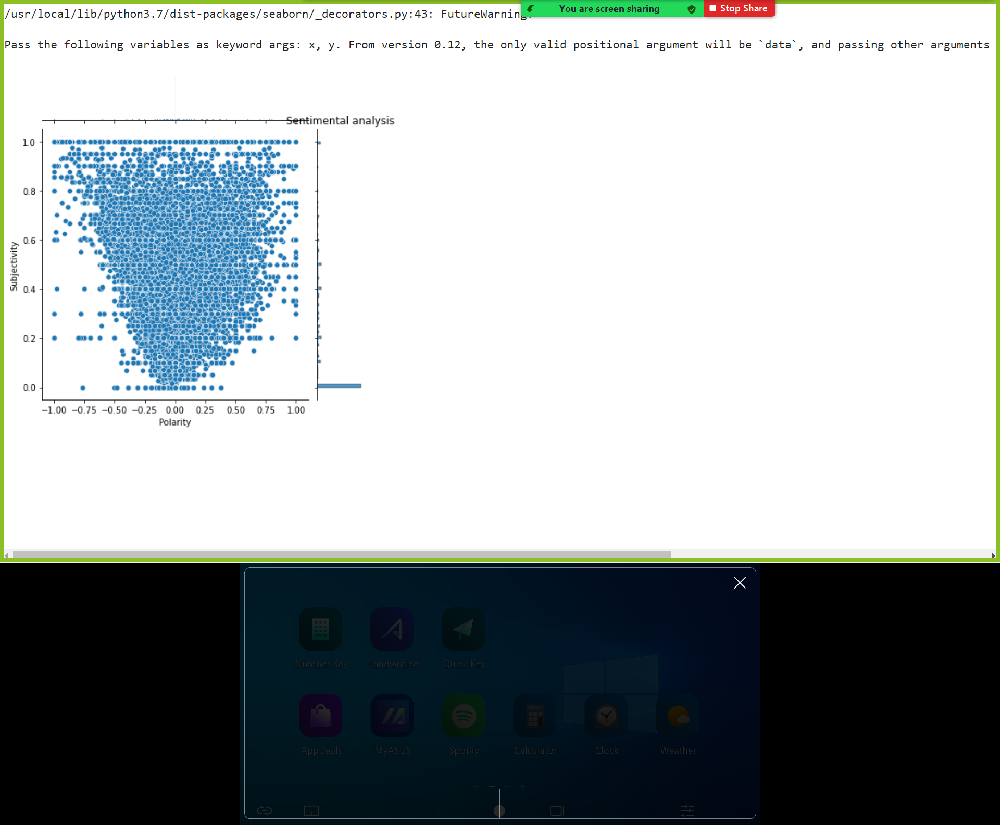 /usr/local/lib/python3.7/dist-packages/seaborn/_decorators.py:43: FutureWarning:
You are screen sharing
Stop Share
Pass the following variables as keyword args: x, y. From version 0.12, the only valid positional argument will be `data`, and passing other arguments
Sentimental analysis
1.0
0.8
0.6
0.4
0.2
0.0
Subjectivity
−1.00 −0.75 −0.50 −0.25 0.00 0.25 0.50 0.75 1.00
Polarity
Number Key Handwriting Quick Key
AppDeals MyASUS Spotify Calculator Clock Weather